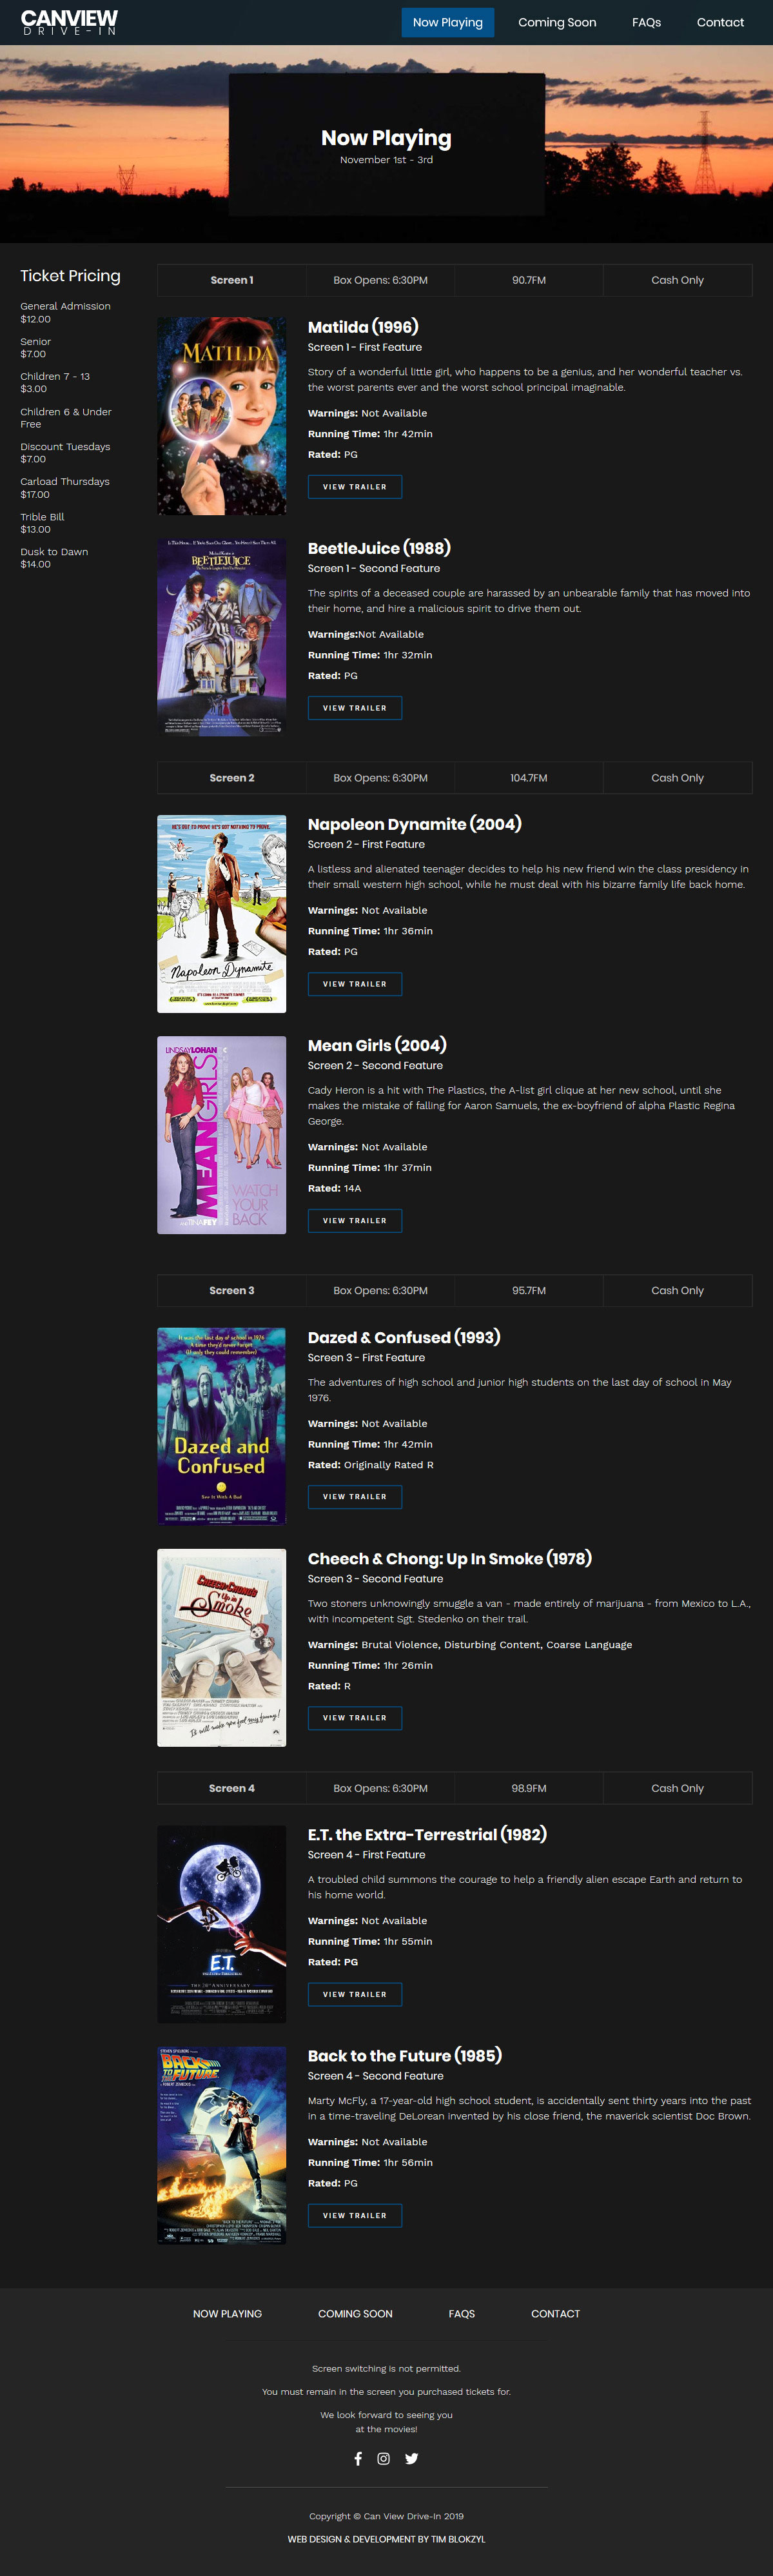 CANVIEW
DRIVE-IN
Now Playing
Coming Soon
FAQs
Contact
Now Playing
November 1st - 3rd
Ticket Pricing
General Admission
$12.00
Senior
$7.00
Children 7 - 13
$3.00
Children 6 & Under
Free
Discount Tuesdays
$7.00
Carload Thursdays
$17.00
Trible Bill
$13.00
Dusk to Dawn
$14.00
Screen 1
Box Opens: 6:30PM
90.7FM
Cash Only
MATILDA
Matilda (1996)
Screen 1 - First Feature
Story of a wonderful little girl, who happens to be a genius, and her wonderful teacher vs.
the worst parents ever and the worst school principal imaginable.
Warnings: Not Available
Running Time: 1hr 42min
Rated: PG
VIEW TRAILER
BEETLEJUICE
BeetleJuice (1988)
Screen 1 - Second Feature
The spirits of a deceased couple are harassed by an unbearable family that has moved into
their home, and hire a malicious spirit to drive them out.
Warnings:Not Available
Running Time: 1hr 32min
Rated: PG
VIEW TRAILER
Screen 2
Box Opens: 6:30PM
104.7FM
Cash Only
HE'S OUT TO PROVE HE'S GOT NOTHING TO PROVE.
Napoleon Dynamite
Napoleon Dynamite (2004)
Screen 2 - First Feature
A listless and alienated teenager decides to help his new friend win the class presidency in
their small western high school, while he must deal with his bizarre family life back home.
Warnings: Not Available
Running Time: 1hr 36min
Rated: PG
VIEW TRAILER
LINDSAY LOHAN
MEAN GIRLS
WATCH
YOUR
BACK
AND TINA FEY
Mean Girls (2004)
Screen 2 - Second Feature
Cady Heron is a hit with The Plastics, the A-list girl clique at her new school, until she
makes the mistake of falling for Aaron Samuels, the ex-boyfriend of alpha Plastic Regina
George.
Warnings: Not Available
Running Time: 1hr 37min
Rated: 14A
VIEW TRAILER
Screen 3
Box Opens: 6:30PM
95.7FM
Cash Only
It was the last day of school in 1976
A time they'd never forget
(If only they could remember)
Dazed and
Confused
See It With A Bud
Dazed & Confused (1993)
Screen 3 - First Feature
The adventures of high school and junior high students on the last day of school in May
1976.
Warnings: Not Available
Running Time: 1hr 42min
Rated: Originally Rated R
VIEW TRAILER
CHEECH & CHONG'S
Up in
Smoke
It will make you feel very funny!
Cheech & Chong: Up In Smoke (1978)
Screen 3 - Second Feature
Two stoners unknowingly smuggle a van - made entirely of marijuana - from Mexico to L.A.,
with incompetent Sgt. Stedenko on their trail.
Warnings: Brutal Violence, Disturbing Content, Coarse Language
Running Time: 1hr 26min
Rated: R
VIEW TRAILER
Screen 4
Box Opens: 6:30PM
98.9FM
Cash Only
E.T.
THE 20TH ANNIVERSARY
E.T. the Extra-Terrestrial (1982)
Screen 4 - First Feature
A troubled child summons the courage to help a friendly alien escape Earth and return to
his home world.
Warnings: Not Available
Running Time: 1hr 55min
Rated: PG
VIEW TRAILER
BACK
TO THE
FUTURE
Back to the Future (1985)
Screen 4 - Second Feature
Marty McFly, a 17-year-old high school student, is accidentally sent thirty years into the past
in a time-traveling DeLorean invented by his close friend, the maverick scientist Doc Brown.
Warnings: Not Available
Running Time: 1hr 56min
Rated: PG
VIEW TRAILER
NOW PLAYING
COMING SOON
FAQS
CONTACT
Screen switching is not permitted.
You must remain in the screen you purchased tickets for.
We look forward to seeing you
at the movies!
Copyright © Can View Drive-In 2019
WEB DESIGN & DEVELOPMENT BY TIM BLOKZYL